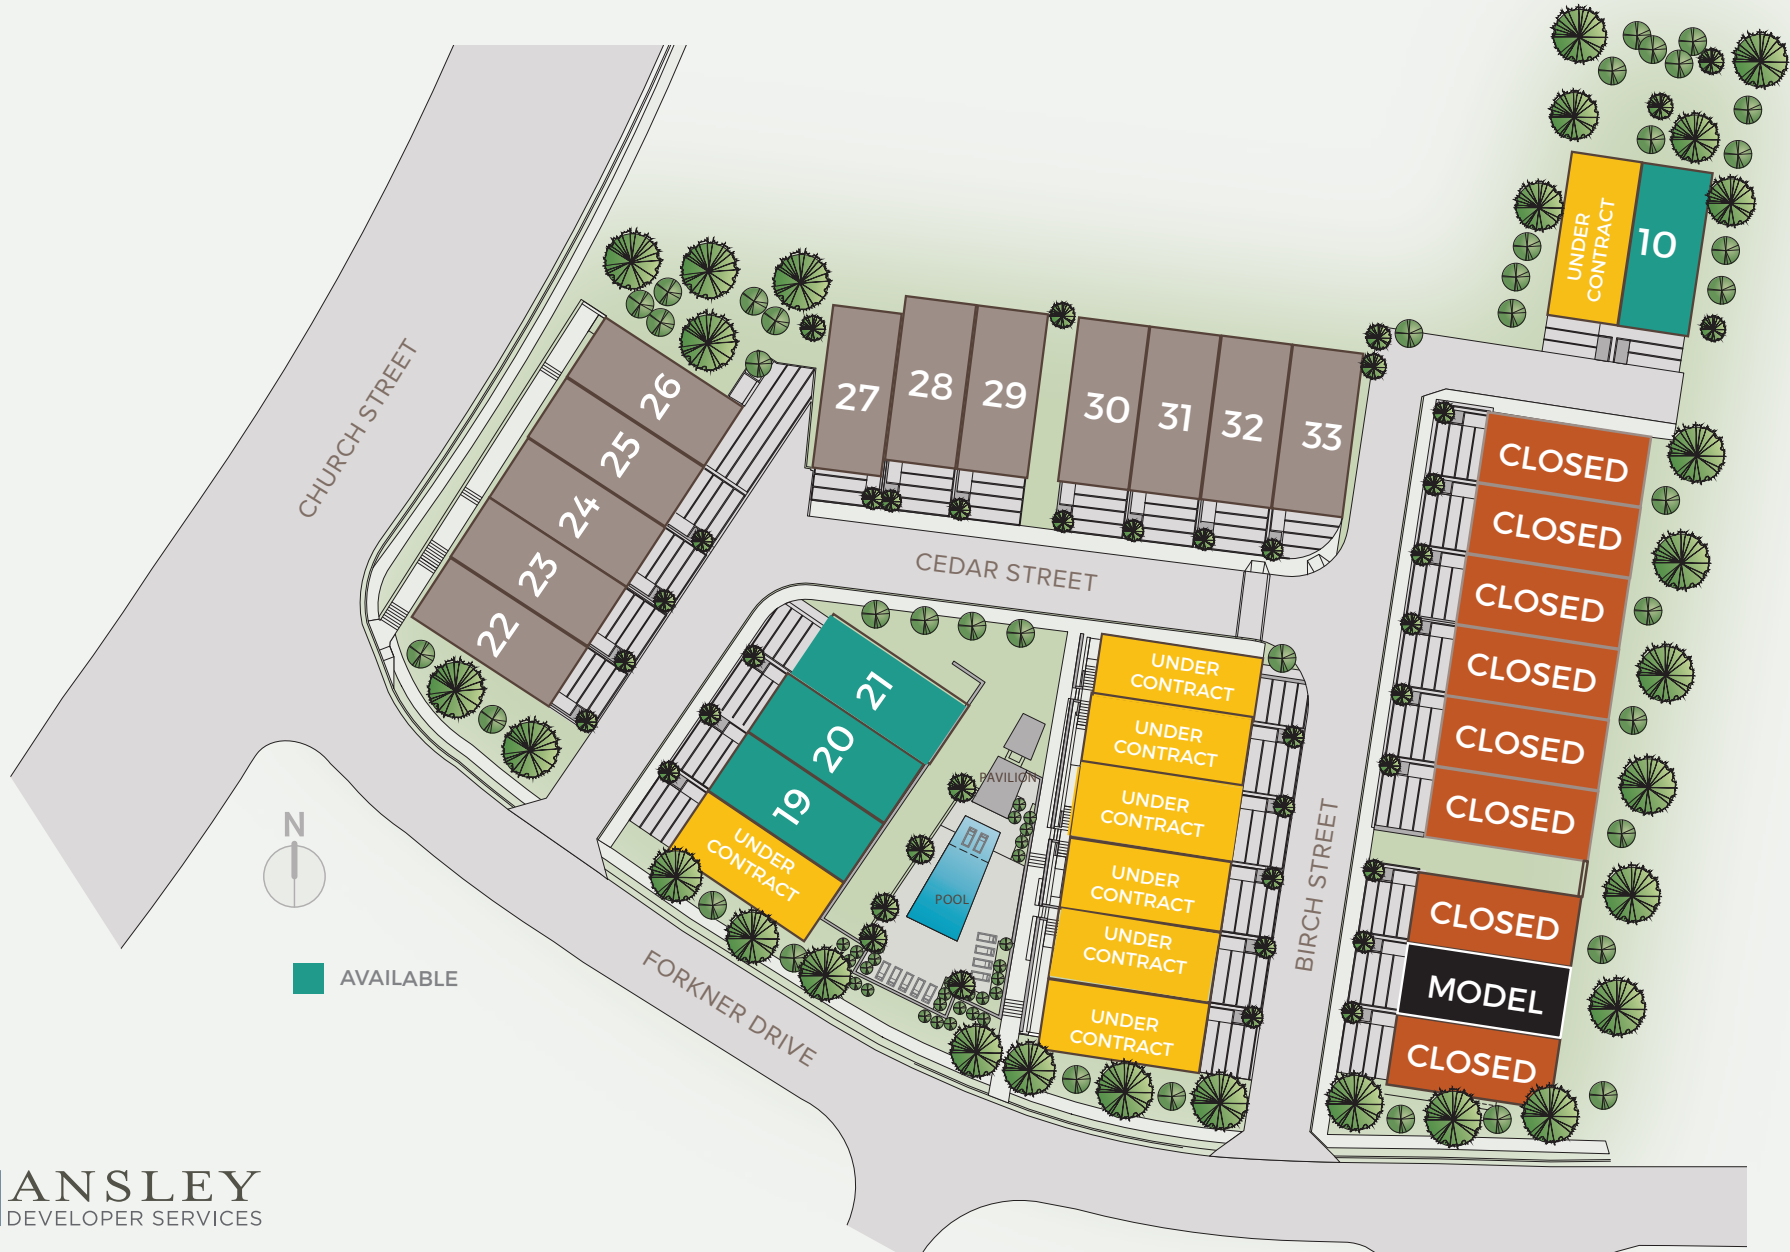 UNDER
CONTRACT
10
CHURCH STREET
26
25
24
23
22
27
28
29
30
31
32
33
CEDAR STREET
CLOSED
CLOSED
CLOSED
CLOSED
CLOSED
CLOSED
CLOSED
MODEL
CLOSED
21
20
19
UNDER
CONTRACT
PAVILION
POOL
UNDER
CONTRACT
UNDER
CONTRACT
UNDER
CONTRACT
UNDER
CONTRACT
UNDER
CONTRACT
UNDER
CONTRACT
BIRCH STREET
FORKNER DRIVE
N
AVAILABLE
ANSLEY
DEVELOPER SERVICES